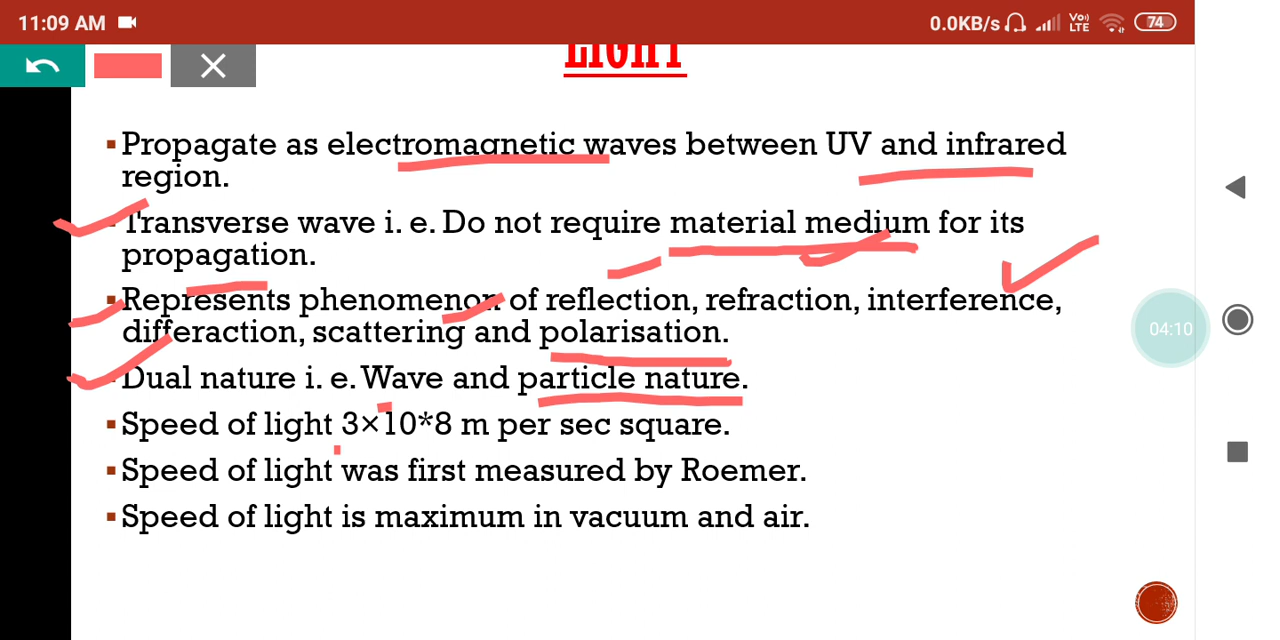 11:09 AM
0.0KB/s Vo)) LTE 74
LIGHT
Propagate as electromagnetic waves between UV and infrared
region.
Transverse wave i. e. Do not require material medium for its
propagation.
Represents phenomenon of reflection, refraction, interference,
differaction, scattering and polarisation.
Dual nature i. e. Wave and particle nature.
Speed of light 3×10*8 m per sec square.
Speed of light was first measured by Roemer.
Speed of light is maximum in vacuum and air.
04:10